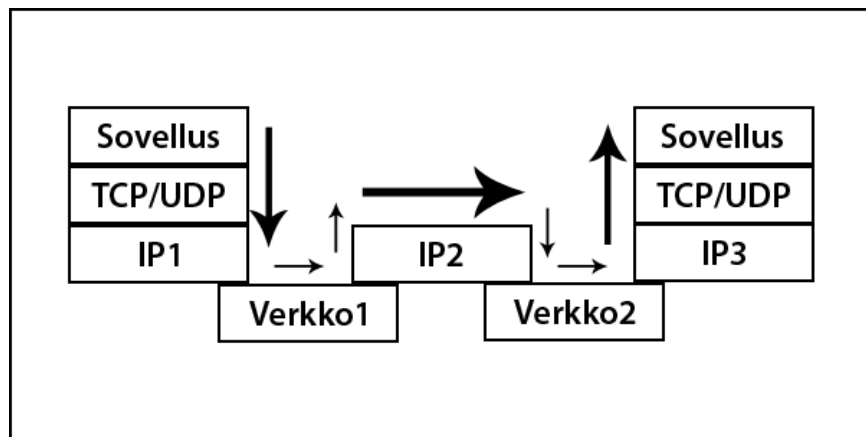 Sovellus
TCP/UDP
IP1
Verkko1
IP2
Verkko2
Sovellus
TCP/UDP
IP3